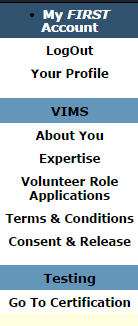 • My FIRST
Account
LogOut
Your Profile
VIMS
About You
Expertise
Volunteer Role
Applications
Terms & Conditions
Consent & Release
Testing
Go To Certification